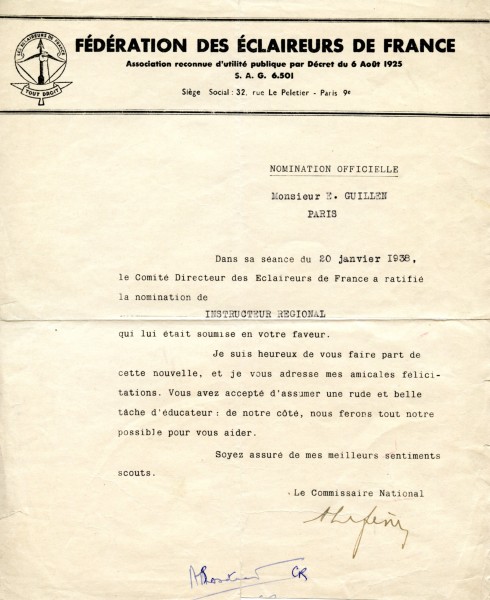 LES ECLAIREURS DE FRANCE
TOUT DROIT
FÉDÉRATION DES ÉCLAIREURS DE FRANCE
Association reconnue d'utilité publique par Décret du 6 Août 1925
S. A. G. 6.501
Siège Social : 32, rue Le Peletier - Paris 9e
NOMINATION OFFICIELLE
Monsieur E. GUILLEN
PARIS
Dans sa séance du 20 janvier 1938,
le Comité Directeur des Eclaireurs de France a ratifié
la nomination de
INSTRUCTEUR REGIONAL
qui lui était soumise en votre faveur.
Je suis heureux de vous faire part de
cette nouvelle, et je vous adresse mes amicales félici-
tations. Vous avez accepté d'assumer une rude et belle
tâche d'éducateur : de notre côté, nous ferons tout notre
possible pour vous aider.
Soyez assuré de mes meilleurs sentiments
scouts.
Le Commissaire National
CR